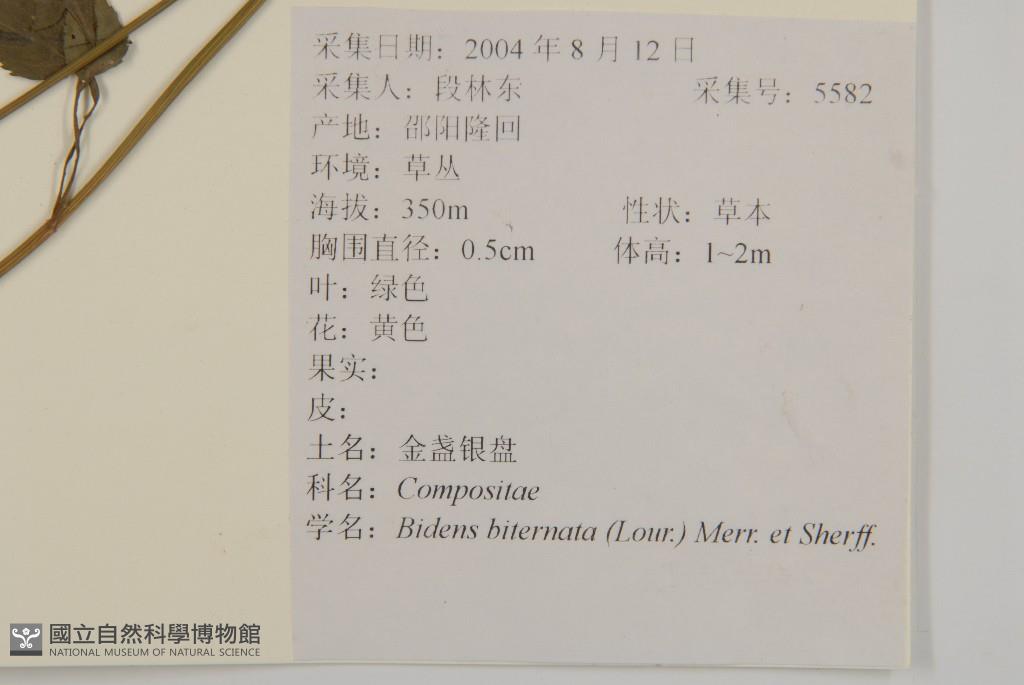 采集日期：2004 年 8 月 12 日
采集人：段林东 采集号：5582
产地：邵阳隆回
环境：草丛
海拔：350m 性状：草本
胸围直径：0.5cm 体高：1~2m
叶：绿色
花：黄色
果实：
皮：
土名：金盏银盘
科名：Compositae
学名：Bidens biternata (Lour.) Merr. et Sherff.
國立自然科學博物館
NATIONAL MUSEUM OF NATURAL SCIENCE